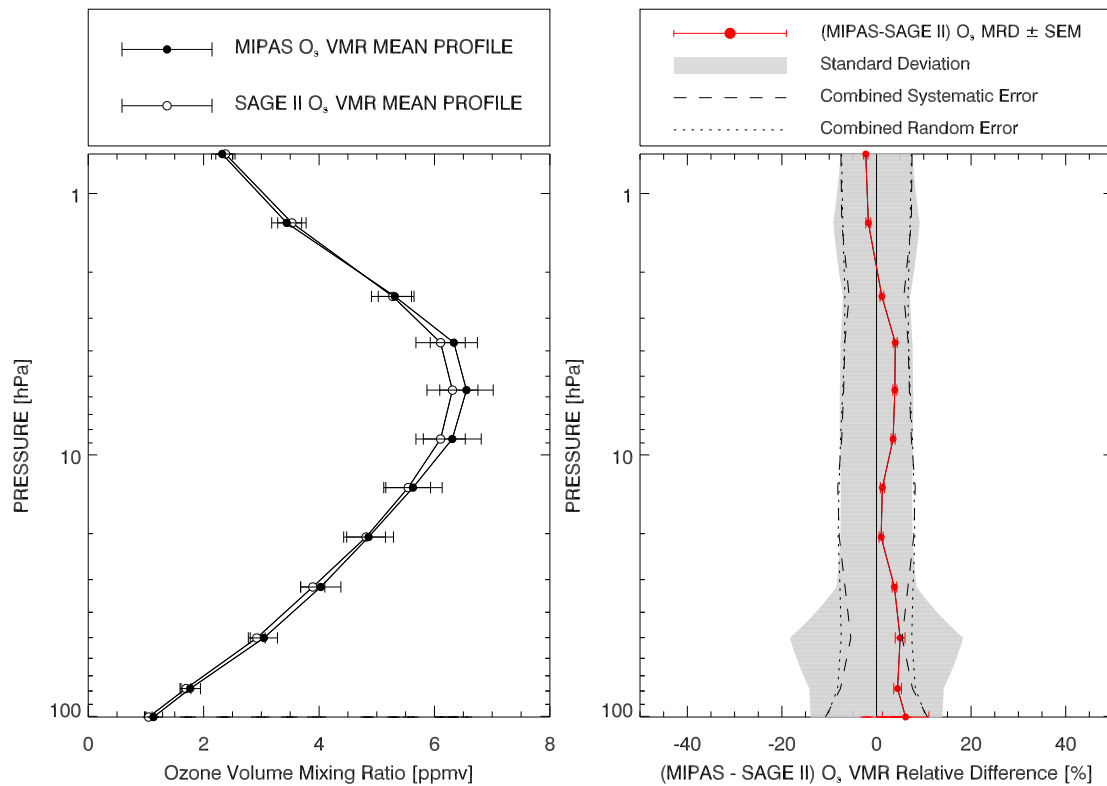 MIPAS O₃ VMR MEAN PROFILE
SAGE II O₃ VMR MEAN PROFILE
1
10
100
PRESSURE [hPa]
0 2 4 6 8
Ozone Volume Mixing Ratio [ppmv]
(MIPAS-SAGE II) O₃ MRD ± SEM
Standard Deviation
Combined Systematic Error
Combined Random Error
1
10
100
PRESSURE [hPa]
-40 -20 0 20 40
(MIPAS - SAGE II) O₃ VMR Relative Difference [%]